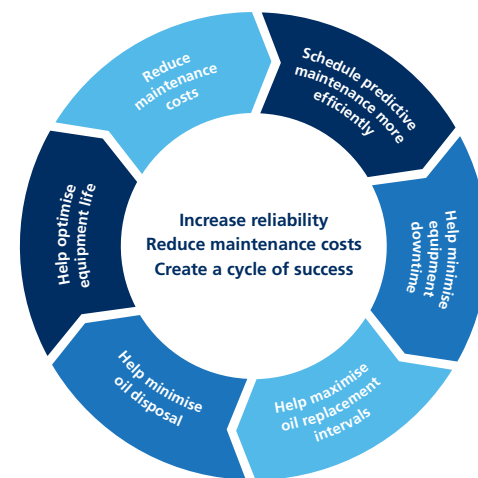 Reduce
maintenance
costs
Schedule predictive
maintenance more
efficiently
Help minimise
equipment
downtime
Help maximise
oil replacement
intervals
Help minimise
oil disposal
Help optimise
equipment life
Increase reliability
Reduce maintenance costs
Create a cycle of success